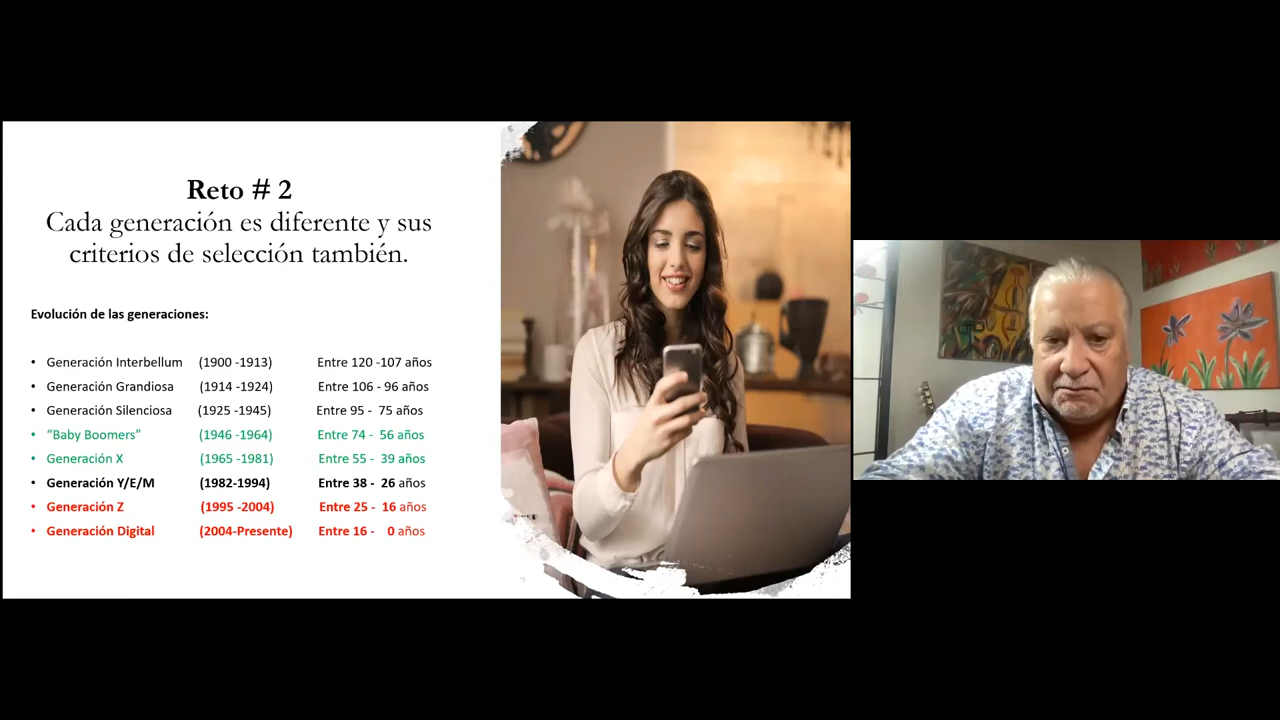 Reto # 2
Cada generación es diferente y sus
criterios de selección también.
Evolución de las generaciones:
• Generación Interbellum (1900 -1913) Entre 120 -107 años
• Generación Grandiosa (1914 -1924) Entre 106 - 96 años
• Generación Silenciosa (1925 -1945) Entre 95 - 75 años
• “Baby Boomers” (1946 -1964) Entre 74 - 56 años
• Generación X (1965 -1981) Entre 55 - 39 años
• Generación Y/E/M (1982-1994) Entre 38 - 26 años
• Generación Z (1995 -2004) Entre 25 - 16 años
• Generación Digital (2004-Presente) Entre 16 - 0 años